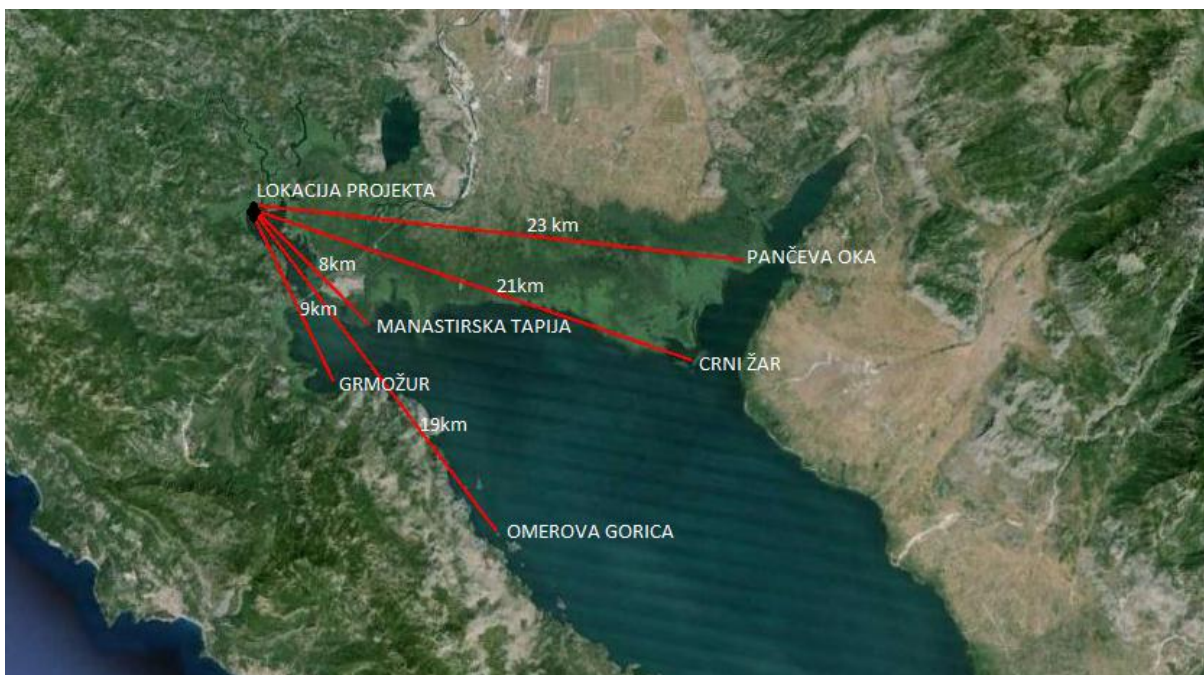 LOKACIJA PROJEKTA
23 km
PANČEVA OKA
8km
21km
9km
MANASTIRSKA TAPIJA
CRNI ŽAR
GRMOŽUR
19km
OMEROVA GORICA